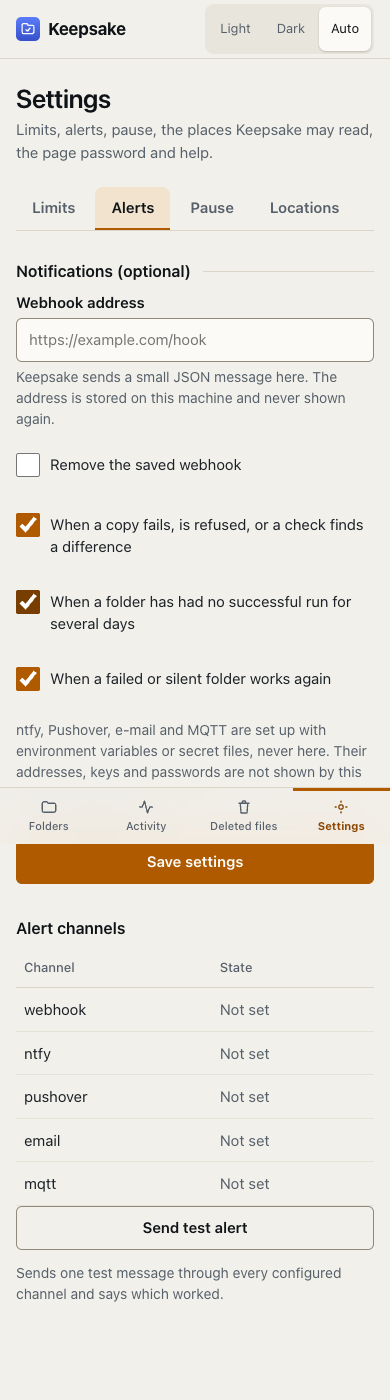 Keepsake
Light Dark Auto
Settings
Limits, alerts, pause, the places Keepsake may read,
the page password and help.
Limits Alerts Pause Locations
Notifications (optional)
Webhook address
https://example.com/hook
Keepsake sends a small JSON message here. The
address is stored on this machine and never shown
again.
Remove the saved webhook
When a copy fails, is refused, or a check finds
a difference
When a folder has had no successful run for
several days
When a failed or silent folder works again
ntfy, Pushover, e-mail and MQTT are set up with
environment variables or secret files, never here. Their
addresses, keys and passwords are not shown by this
Folders Activity Deleted files Settings
Save settings
Alert channels
Channel State
webhook Not set
ntfy Not set
pushover Not set
email Not set
mqtt Not set
Send test alert
Sends one test message through every configured
channel and says which worked.